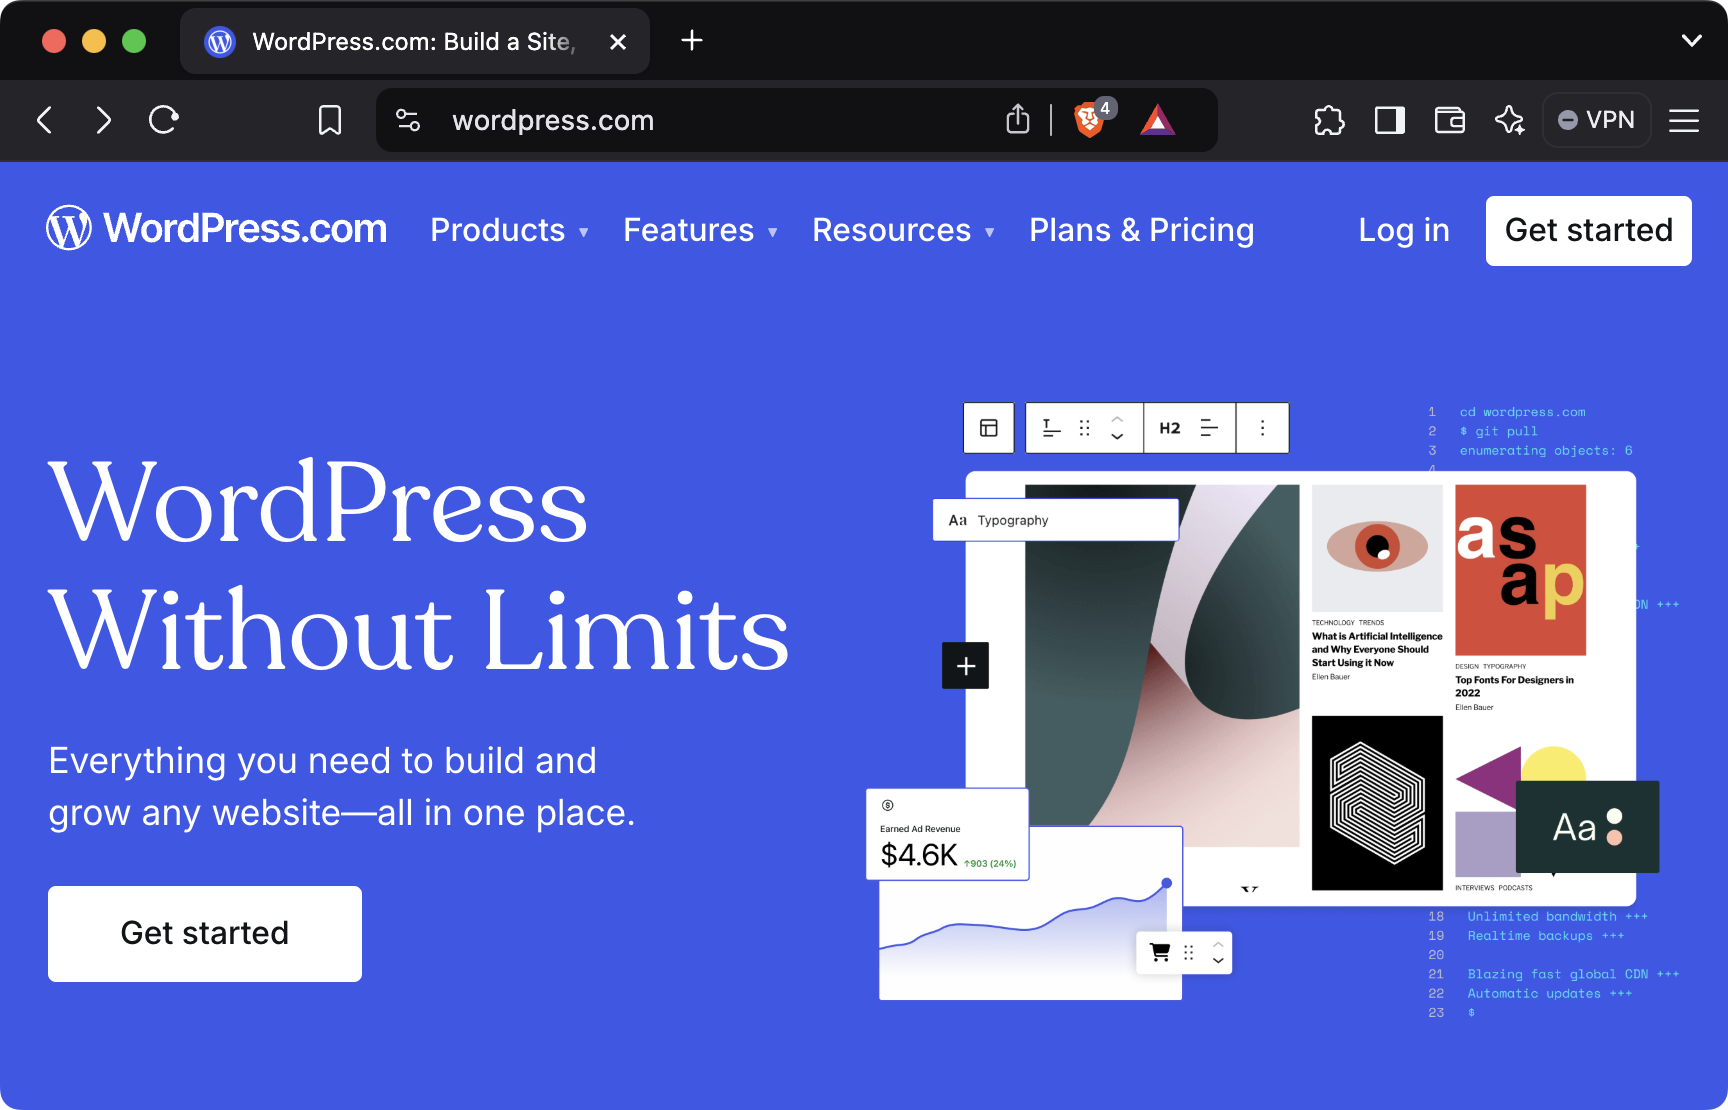 WordPress.com: Build a Site,
wordpress.com
4
VPN
WordPress.com
Products
Features
Resources
Plans & Pricing
Log in
Get started
WordPress
Without Limits
Everything you need to build and
grow any website—all in one place.
Get started
H2
1 cd wordpress.com
2 $ git pull
3 enumerating objects: 6
4
Aa Typography
as
ap
TECHNOLOGY TRENDS
What is Artificial Intelligence
and Why Everyone Should
Start Using it Now
Ellen Bauer
DESIGN TYPOGRAPHY
Top Fonts For Designers in
2022
Ellen Bauer
+++
Earned Ad Revenue
$4.6K ↑903 (24%)
Aa
INTERVIEWS PODCASTS
18 Unlimited bandwidth +++
19 Realtime backups +++
20
21 Blazing fast global CDN +++
22 Automatic updates +++
23 $